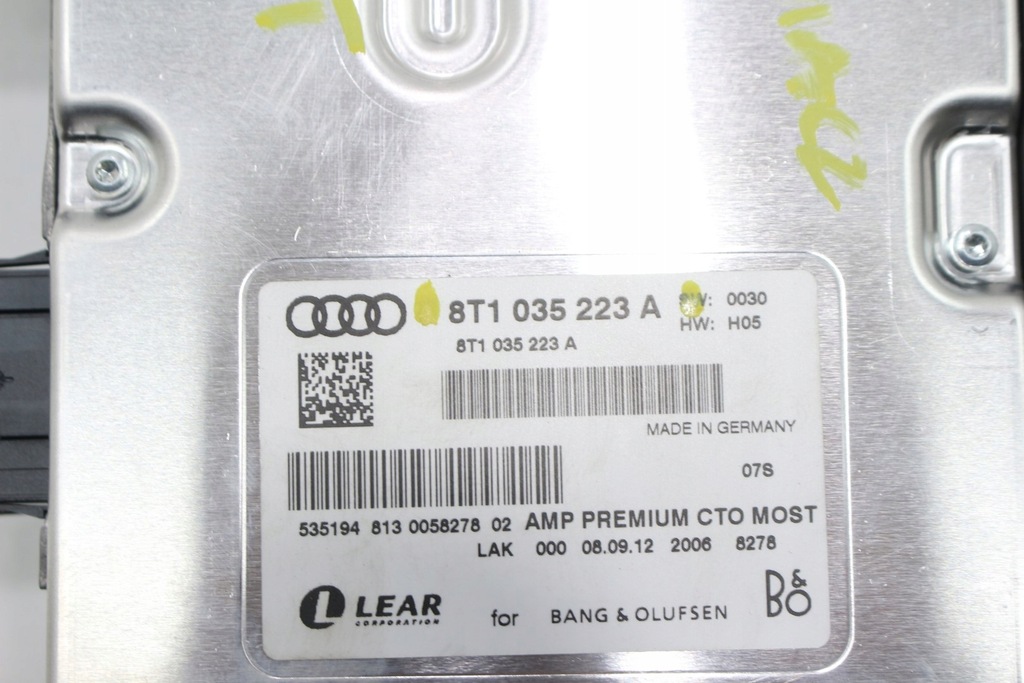 8T1 035 223 A SW: 0030
HW: H05
8T1 035 223 A
MADE IN GERMANY
07S
535194 813 0058278 02 AMP PREMIUM CTO MOST
LAK 000 08.09.12 2006 8278
L LEAR CORPORATION for BANG & OLUFSEN B&O